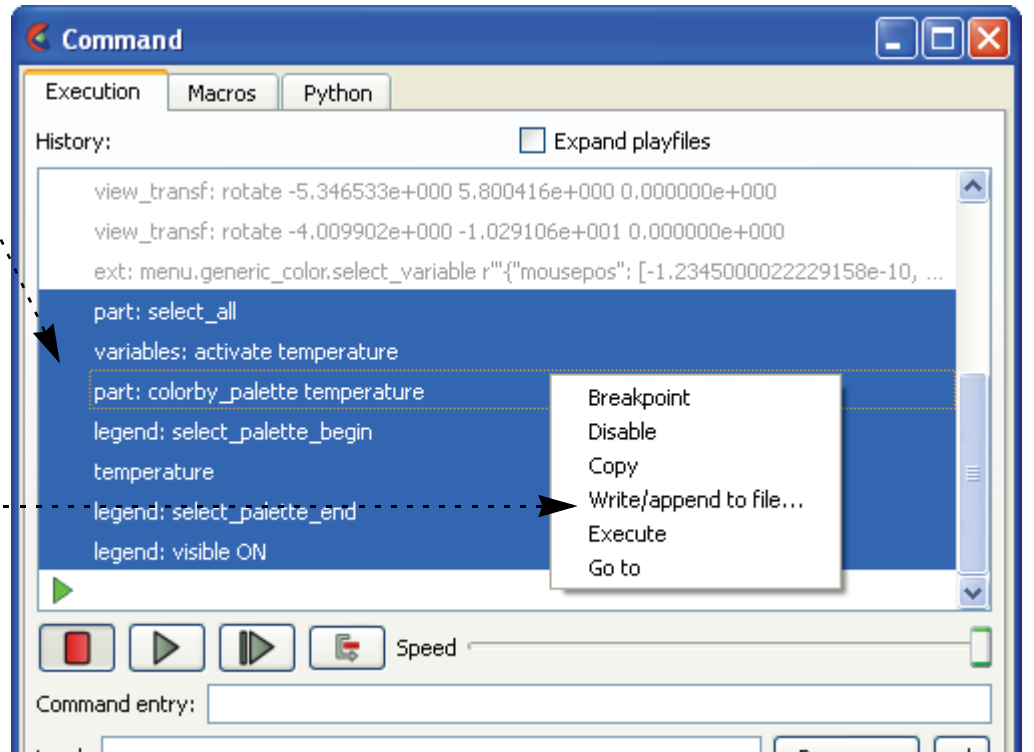 Command
Execution Macros Python
History: Expand playfiles
view_transf: rotate -5.346533e+000 5.800416e+000 0.000000e+000
view_transf: rotate -4.009902e+000 -1.029106e+001 0.000000e+000
ext: menu.generic_color.select_variable r'"{"mousepos": [-1.2345000022229158e-10, ...
part: select_all
variables: activate temperature
part: colorby_palette temperature
legend: select_palette_begin
temperature
legend: select_palette_end
legend: visible ON
Breakpoint
Disable
Copy
Write/append to file...
Execute
Go to
Speed
Command entry: